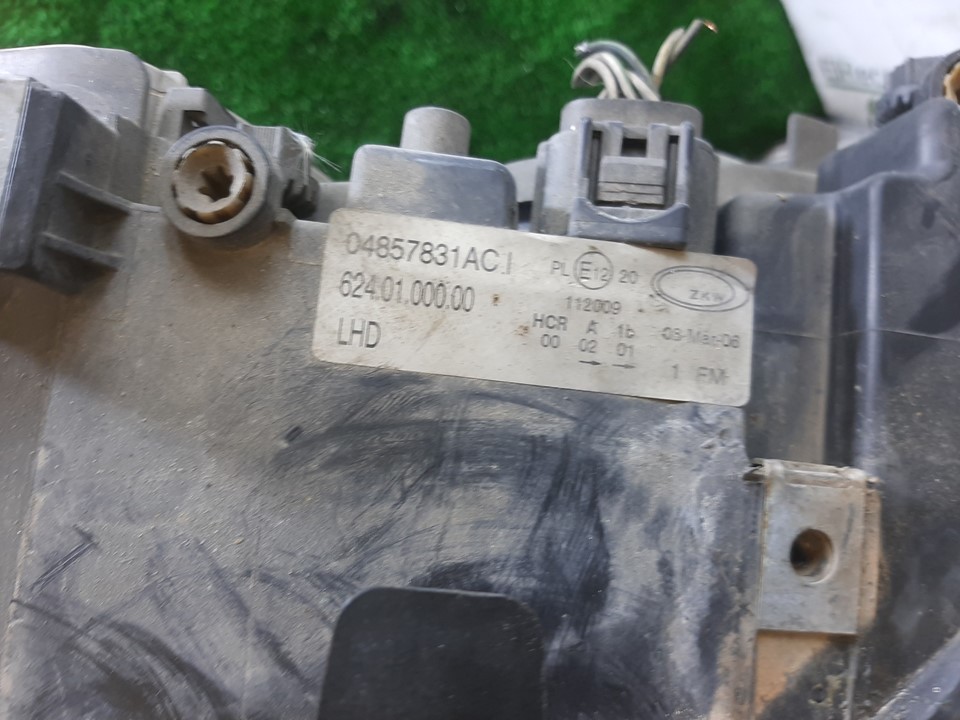 04857831AC I
624.01.000.00
LHD
PL E12 20
112009
HCR A 1b
00 02 01
ZKW
08-Mar-06
1 FM